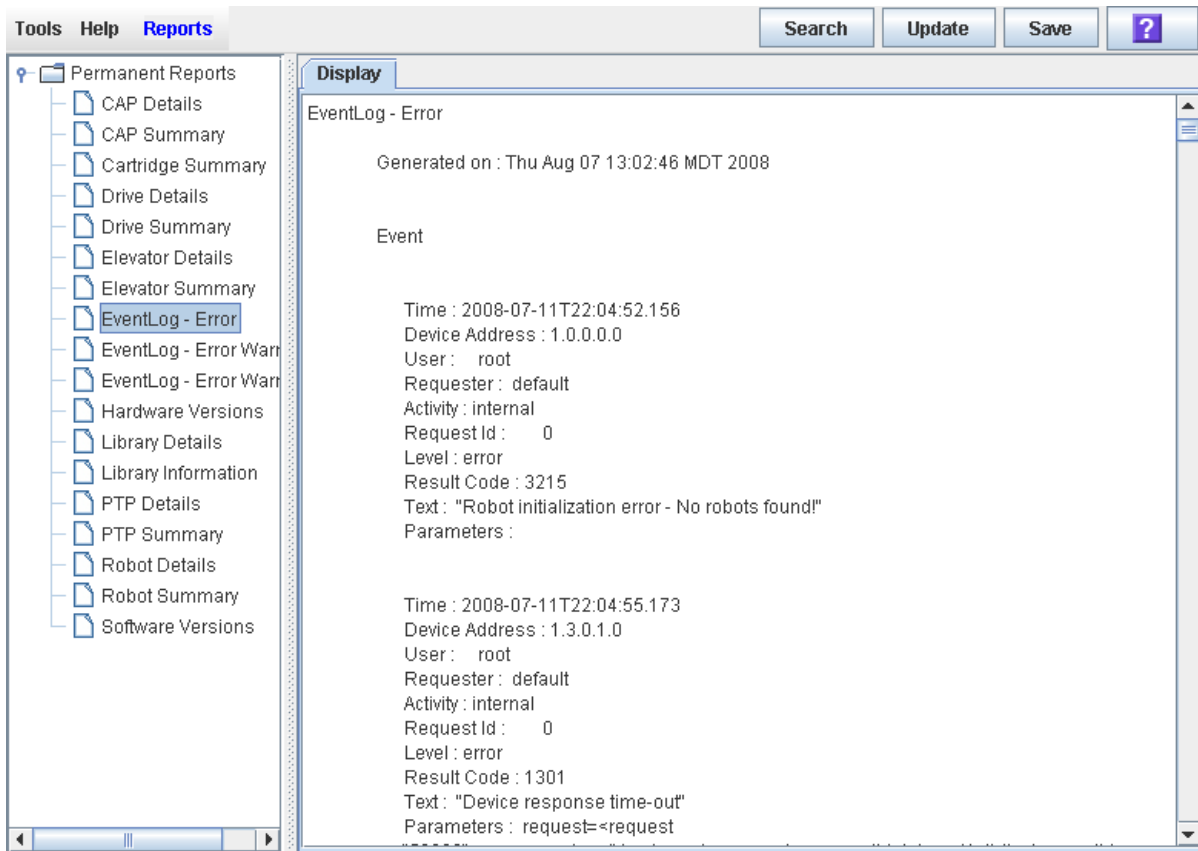 Tools Help Reports
Search Update Save ?
Permanent Reports
CAP Details
CAP Summary
Cartridge Summary
Drive Details
Drive Summary
Elevator Details
Elevator Summary
EventLog - Error
EventLog - Error Warr
EventLog - Error Warr
Hardware Versions
Library Details
Library Information
PTP Details
PTP Summary
Robot Details
Robot Summary
Software Versions
Display
EventLog - Error
Generated on : Thu Aug 07 13:02:46 MDT 2008
Event
Time : 2008-07-11T22:04:52.156
Device Address : 1.0.0.0.0
User : root
Requester : default
Activity : internal
Request Id : 0
Level : error
Result Code : 3215
Text : "Robot initialization error - No robots found!"
Parameters :
Time : 2008-07-11T22:04:55.173
Device Address : 1.3.0.1.0
User : root
Requester : default
Activity : internal
Request Id : 0
Level : error
Result Code : 1301
Text : "Device response time-out"
Parameters : request=<request